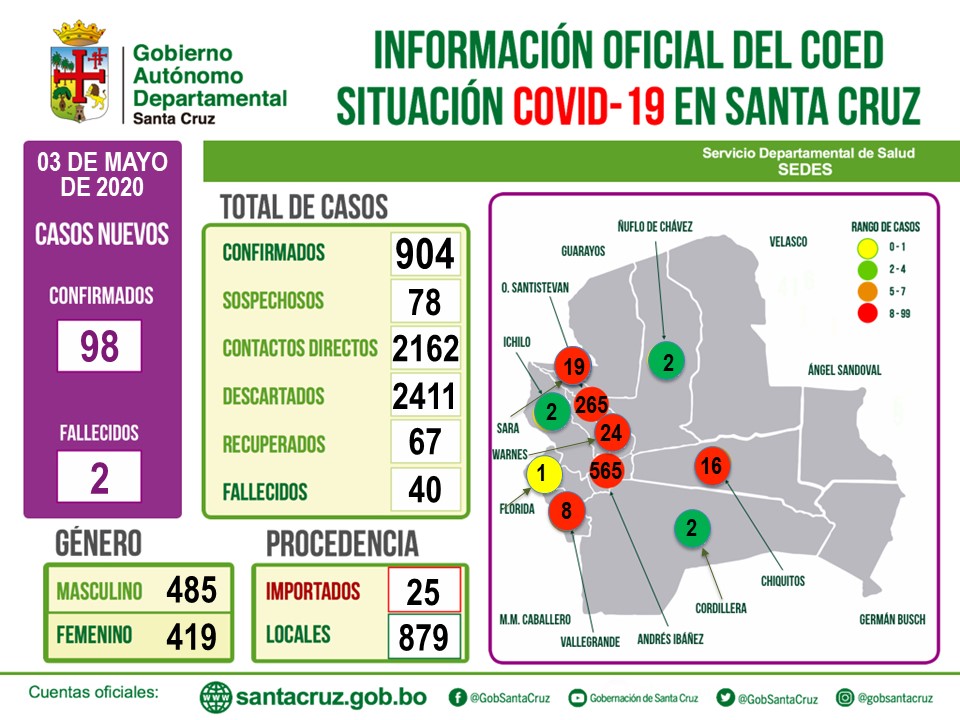 Gobierno
Autónomo
Departamental
Santa Cruz
INFORMACIÓN OFICIAL DEL COED
SITUACIÓN COVID-19 EN SANTA CRUZ
Servicio Departamental de Salud
SEDES
03 DE MAYO
DE 2020
CASOS NUEVOS
CONFIRMADOS
98
FALLECIDOS
2
TOTAL DE CASOS
CONFIRMADOS 904
SOSPECHOSOS 78
CONTACTOS DIRECTOS 2162
DESCARTADOS 2411
RECUPERADOS 67
FALLECIDOS 40
GÉNERO
MASCULINO 485
FEMENINO 419
PROCEDENCIA
IMPORTADOS 25
LOCALES 879
ÑUFLO DE CHÁVEZ
GUARAYOS
VELASCO
RANGO DE CASOS
0 - 1
2 - 4
5 - 7
8 - 99
O. SANTISTEVAN
ICHILO
ÁNGEL SANDOVAL
19
2
2
265
SARA
24
WARNES
1
565
16
FLORIDA
8
2
CHIQUITOS
CORDILLERA
M.M. CABALLERO
GERMÁN BUSCH
VALLEGRANDE
ANDRÉS IBÁÑEZ
Cuentas oficiales:
www
santacruz.gob.bo
@GobSantaCruz
Gobernación de Santa Cruz
@GobSantaCruz
@gobsantacruz